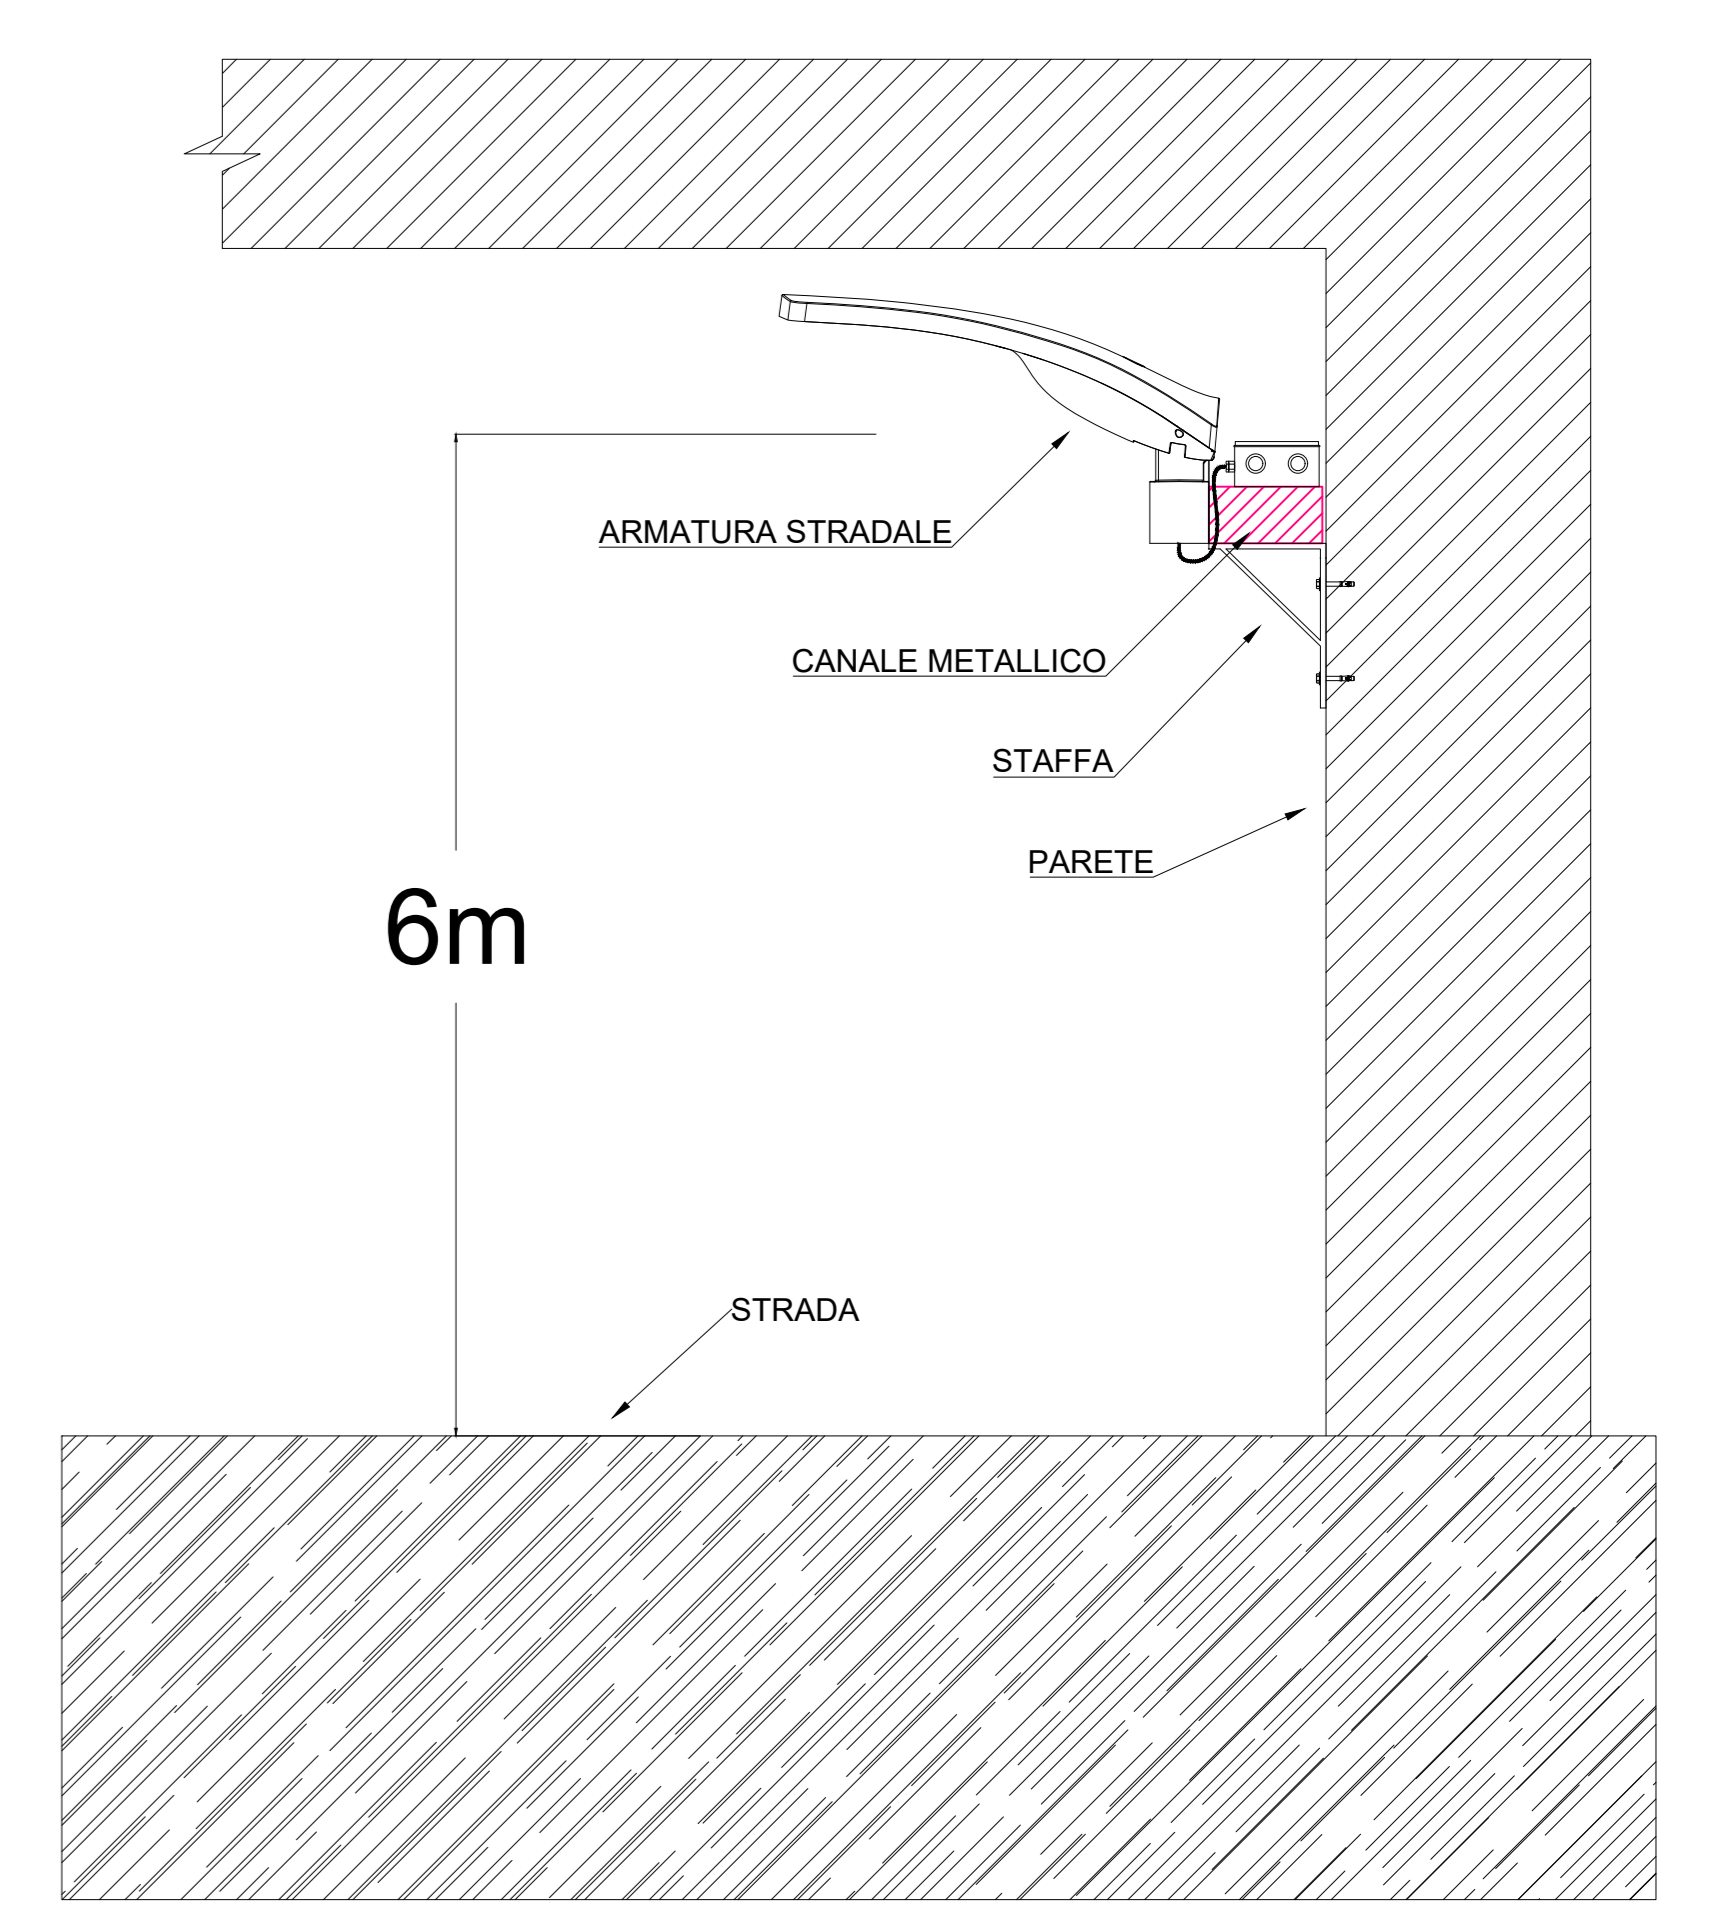 ARMATURA STRADALE
CANALE METALLICO
STAFFA
PARETE
6m
STRADA